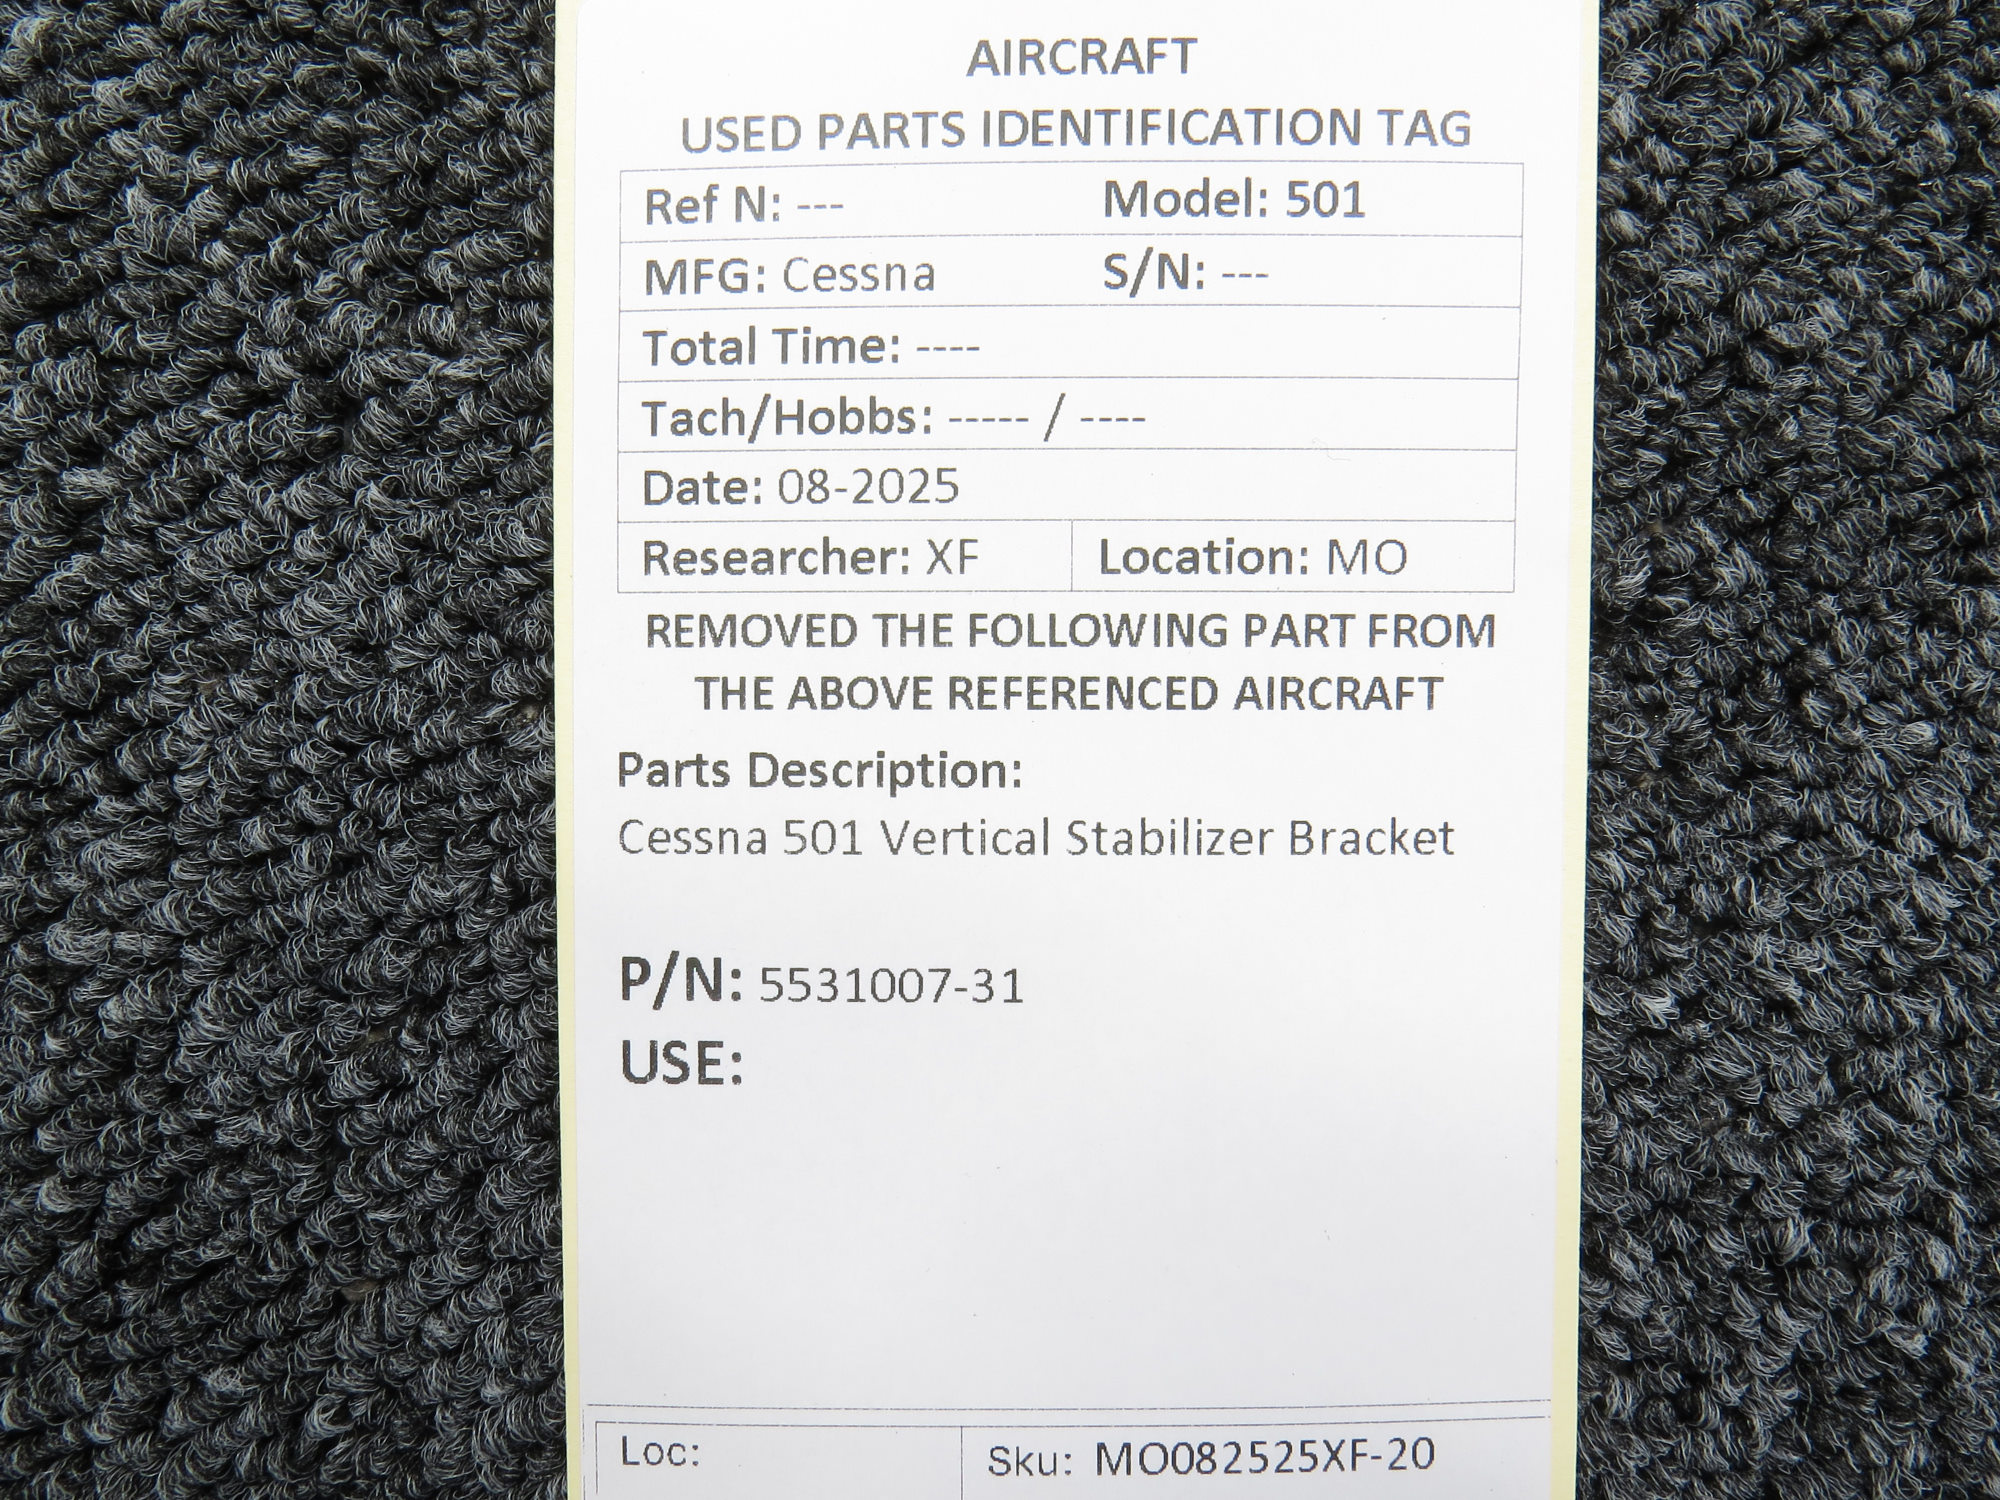 AIRCRAFT
USED PARTS IDENTIFICATION TAG
Ref N: --- Model: 501
MFG: Cessna S/N: ---
Total Time: ----
Tach/Hobbs: ----- / ----
Date: 08-2025
Researcher: XF Location: MO
REMOVED THE FOLLOWING PART FROM
THE ABOVE REFERENCED AIRCRAFT
Parts Description:
Cessna 501 Vertical Stabilizer Bracket
P/N: 5531007-31
USE:
Loc: Sku: MO082525XF-20